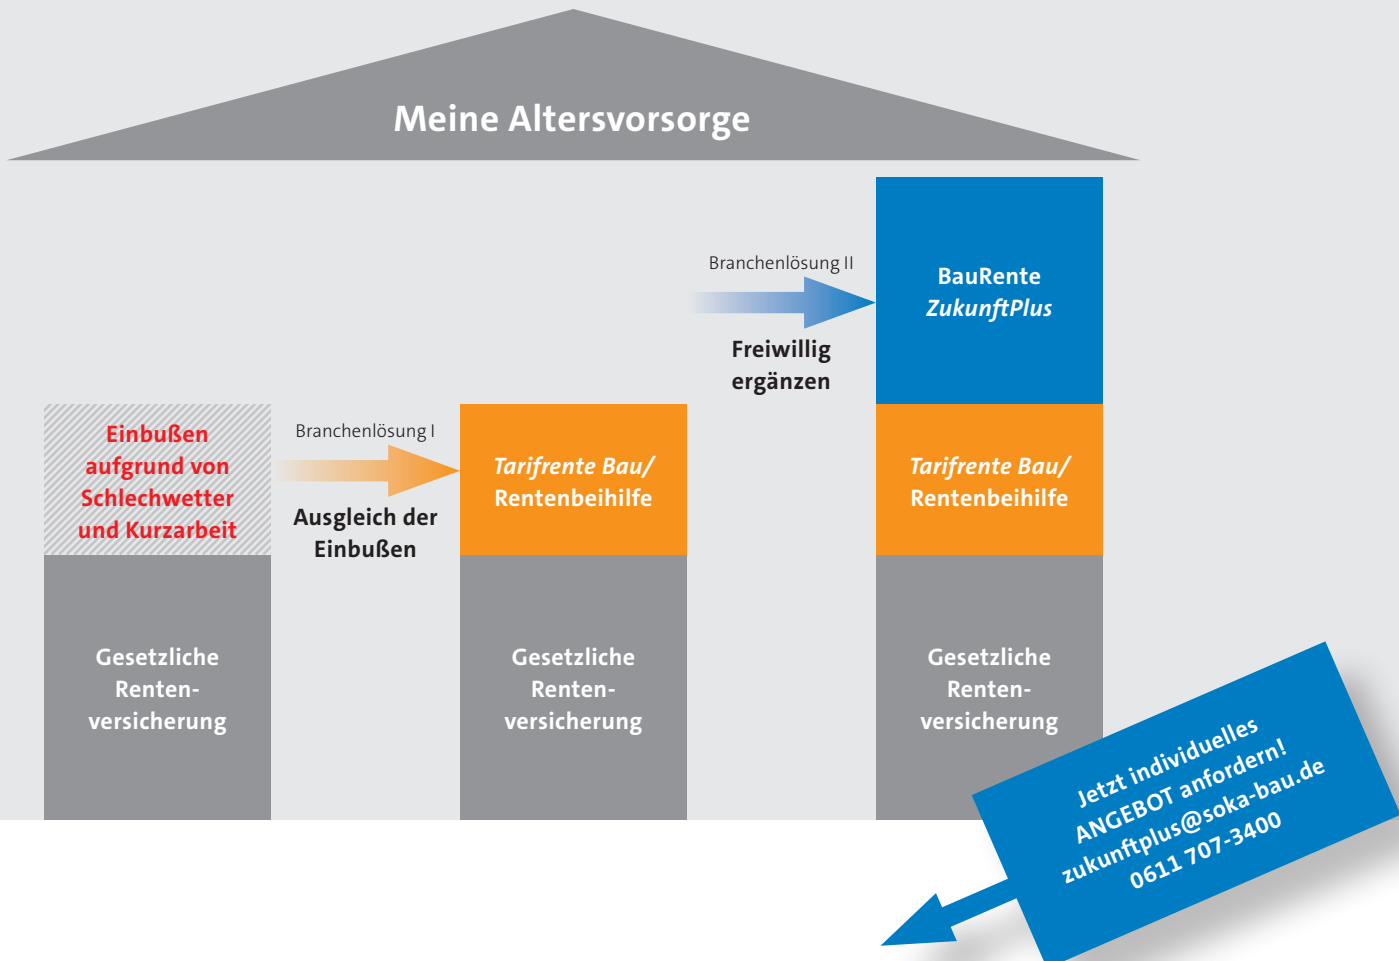 Meine Altersvorsorge
Branchenlösung II
BauRente
ZukunftPlus
Freiwillig
ergänzen
Einbußen
aufgrund von
Schlechwetter
und Kurzarbeit
Branchenlösung I
Ausgleich der
Einbußen
Tarifrente Bau/
Rentenbeihilfe
Tarifrente Bau/
Rentenbeihilfe
Gesetzliche
Renten-
versicherung
Gesetzliche
Renten-
versicherung
Gesetzliche
Renten-
versicherung
Jetzt individuelles
ANGEBOT anfordern!
zukunftplus@soka-bau.de
0611 707-3400